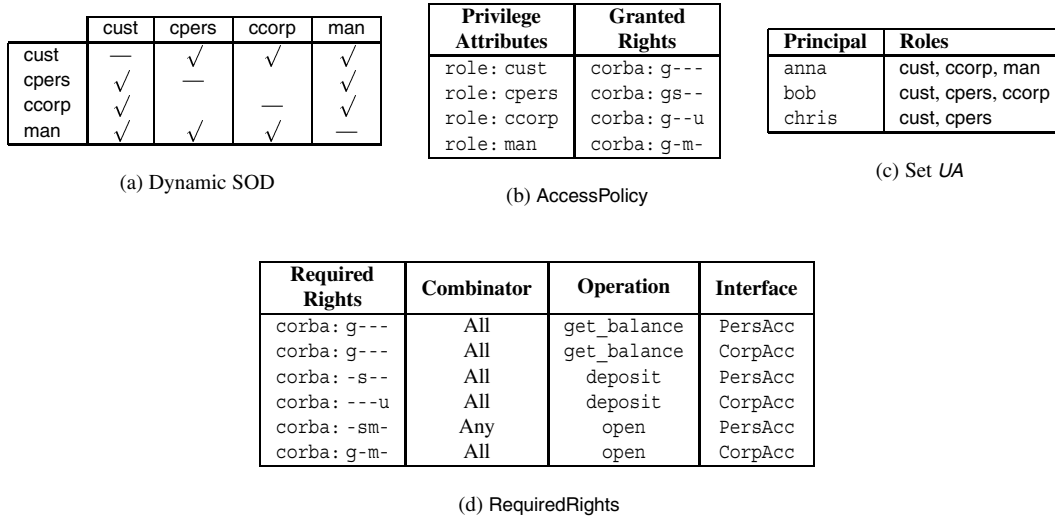 cust cpers ccorp man
cust — √ √ √
cpers √ — √
ccorp √ — √
man √ √ √ —
(a) Dynamic SOD
Privilege Granted
Attributes Rights
role:cust corba:g---
role:cpers corba:gs--
role:ccorp corba:g--u
role:man corba:g-m-
(b) AccessPolicy
Principal Roles
anna cust, ccorp, man
bob cust, cpers, ccorp
chris cust, cpers
(c) Set UA
Required
Rights Combinator Operation Interface
corba:g--- All get_balance PersAcc
corba:g--- All get_balance CorpAcc
corba:-s-- All deposit PersAcc
corba:---u All deposit CorpAcc
corba:-sm- Any open PersAcc
corba:g-m- All open CorpAcc
(d) RequiredRights